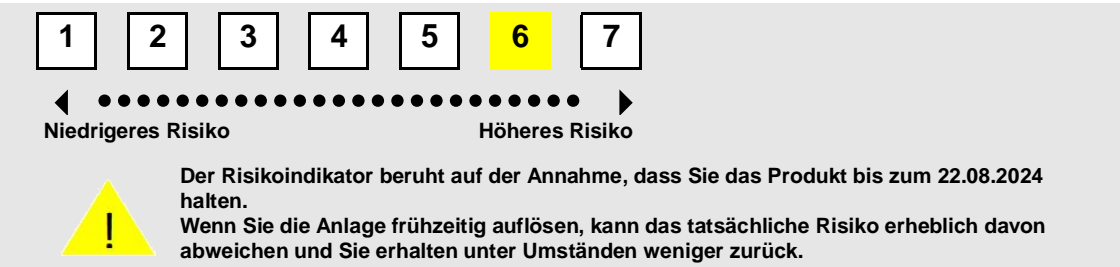 1 2 3 4 5 6 7
Niedrigeres Risiko Höheres Risiko
Der Risikoindikator beruht auf der Annahme, dass Sie das Produkt bis zum 22.08.2024
halten.
Wenn Sie die Anlage frühzeitig auflösen, kann das tatsächliche Risiko erheblich davon
abweichen und Sie erhalten unter Umständen weniger zurück.
!